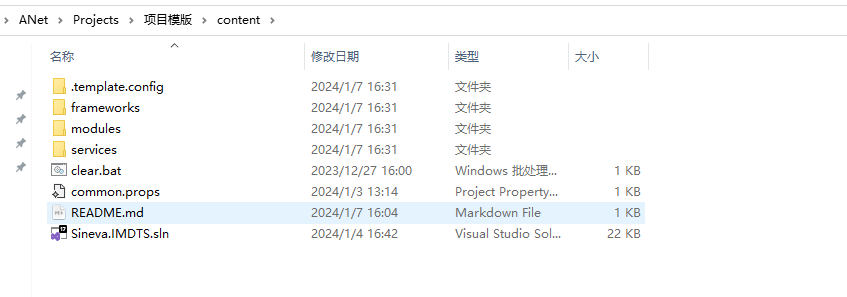 ANet > Projects > 项目模版 > content >
名称 修改日期 类型 大小
.template.config 2024/1/7 16:31 文件夹
frameworks 2024/1/7 16:31 文件夹
modules 2024/1/7 16:31 文件夹
services 2024/1/7 16:31 文件夹
clear.bat 2023/12/27 16:00 Windows 批处理... 1 KB
common.props 2024/1/3 13:14 Project Property... 1 KB
README.md 2024/1/7 16:04 Markdown File 1 KB
Sineva.IMDTS.sln 2024/1/4 16:42 Visual Studio Sol... 22 KB